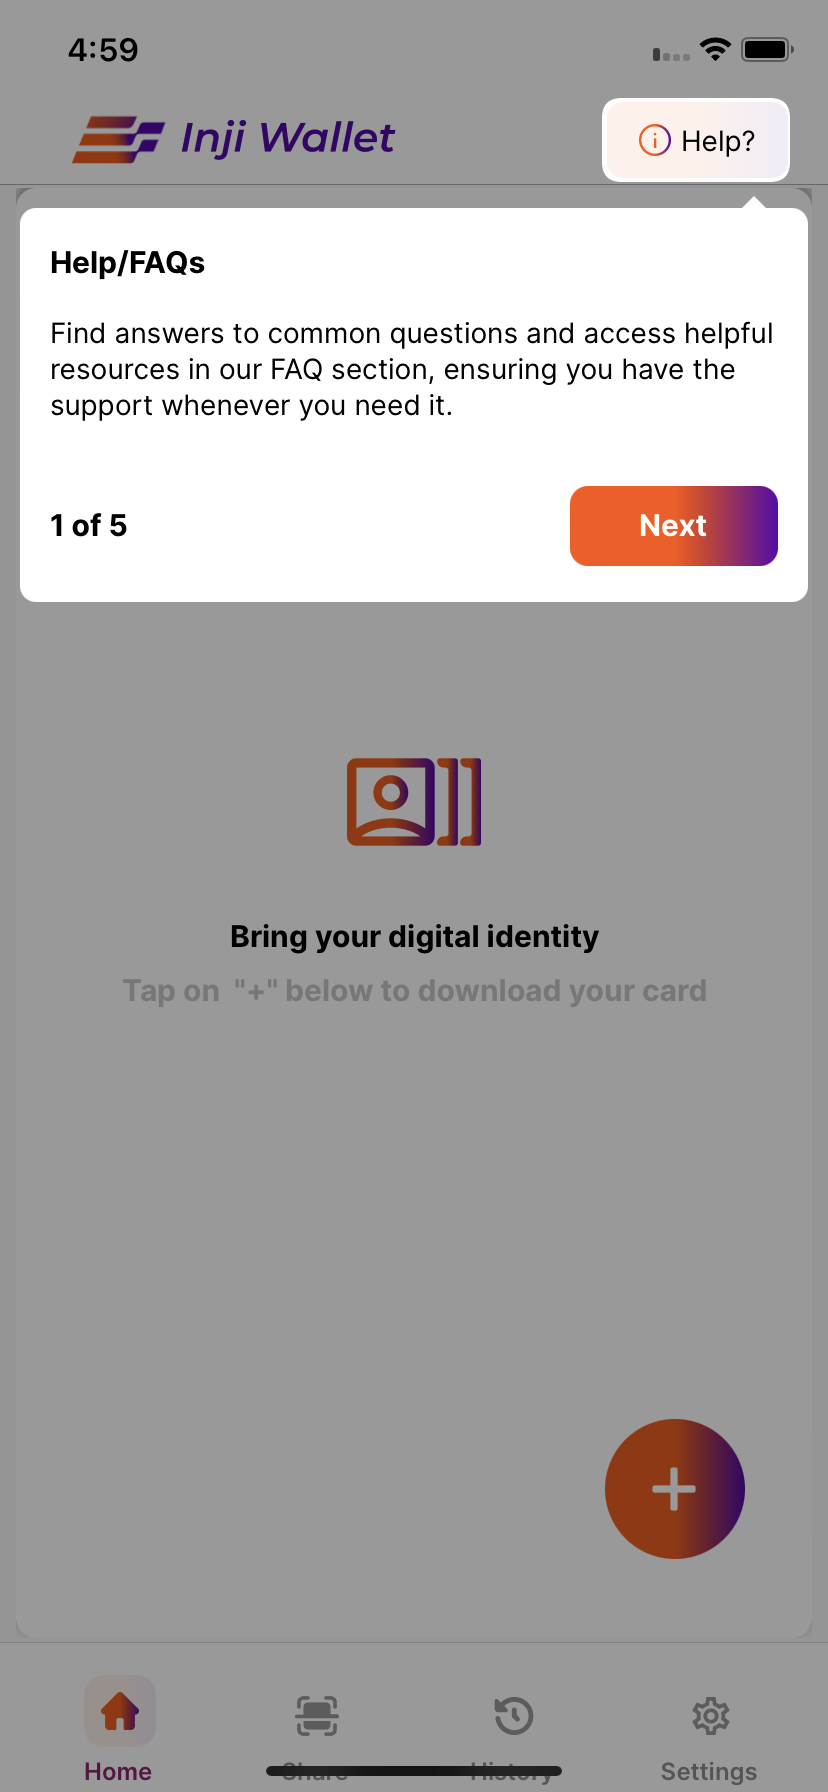 4:59
Inji Wallet
Help?
Help/FAQs
Find answers to common questions and access helpful
resources in our FAQ section, ensuring you have the
support whenever you need it.
1 of 5
Next
Bring your digital identity
Tap on "+" below to download your card
Home
Share
History
Settings